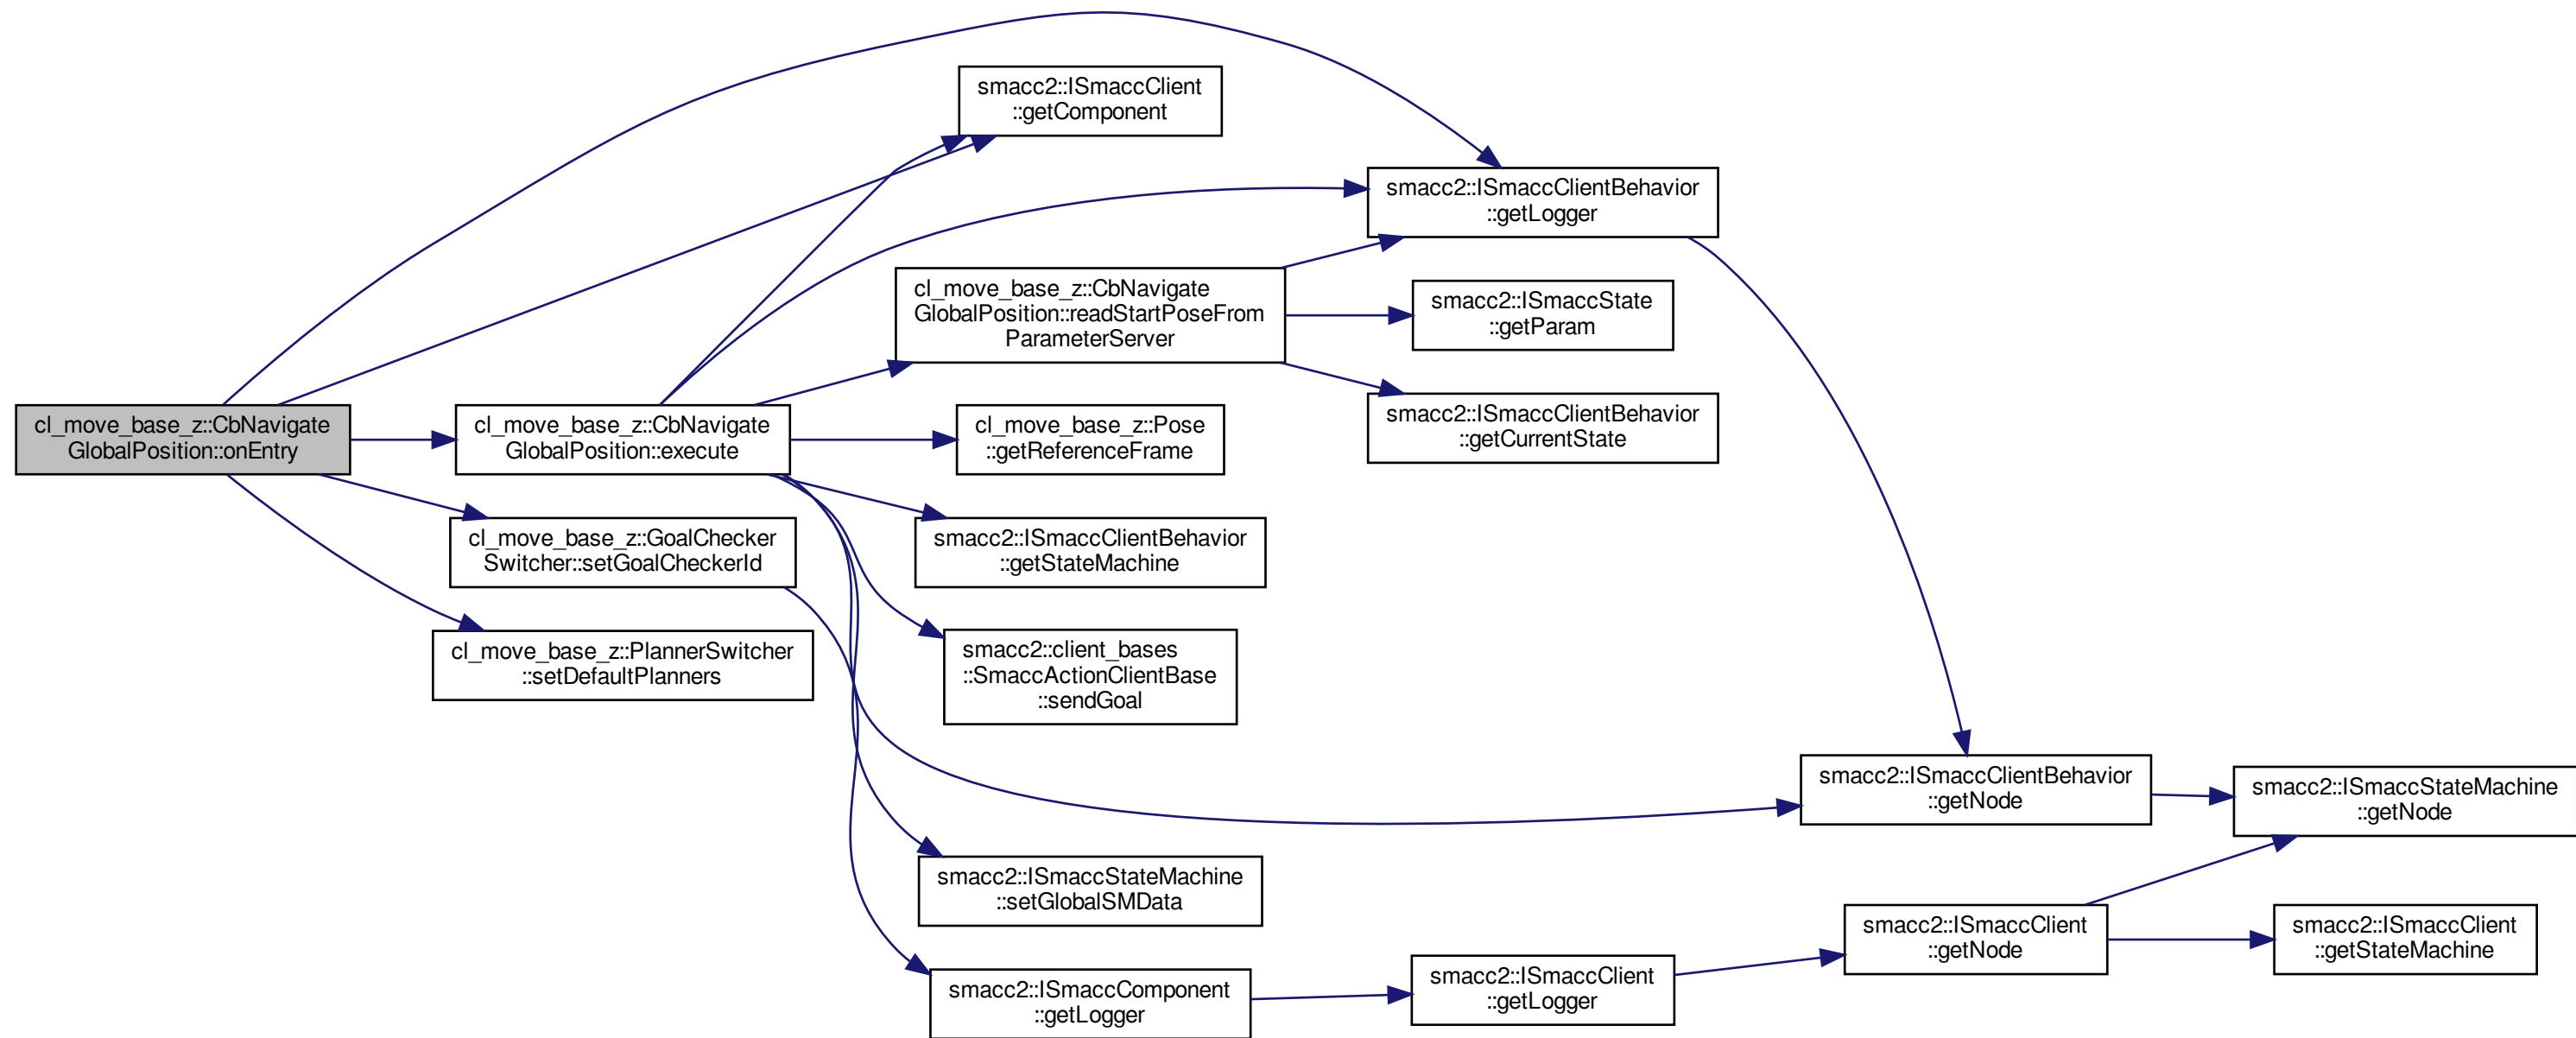 smacc2::ISmaccClient
::getComponent
smacc2::ISmaccClientBehavior
::getLogger
cl_move_base_z::CbNavigate
GlobalPosition::readStartPoseFrom
ParameterServer
smacc2::ISmaccState
::getParam
smacc2::ISmaccClientBehavior
::getCurrentState
cl_move_base_z::CbNavigate
GlobalPosition::onEntry
cl_move_base_z::CbNavigate
GlobalPosition::execute
cl_move_base_z::Pose
::getReferenceFrame
cl_move_base_z::GoalChecker
Switcher::setGoalCheckerId
smacc2::ISmaccClientBehavior
::getStateMachine
cl_move_base_z::PlannerSwitcher
::setDefaultPlanners
smacc2::client_bases
::SmaccActionClientBase
::sendGoal
smacc2::ISmaccClientBehavior
::getNode
smacc2::ISmaccStateMachine
::getNode
smacc2::ISmaccStateMachine
::setGlobalSMData
smacc2::ISmaccClient
::getNode
smacc2::ISmaccClient
::getStateMachine
smacc2::ISmaccComponent
::getLogger
smacc2::ISmaccClient
::getLogger